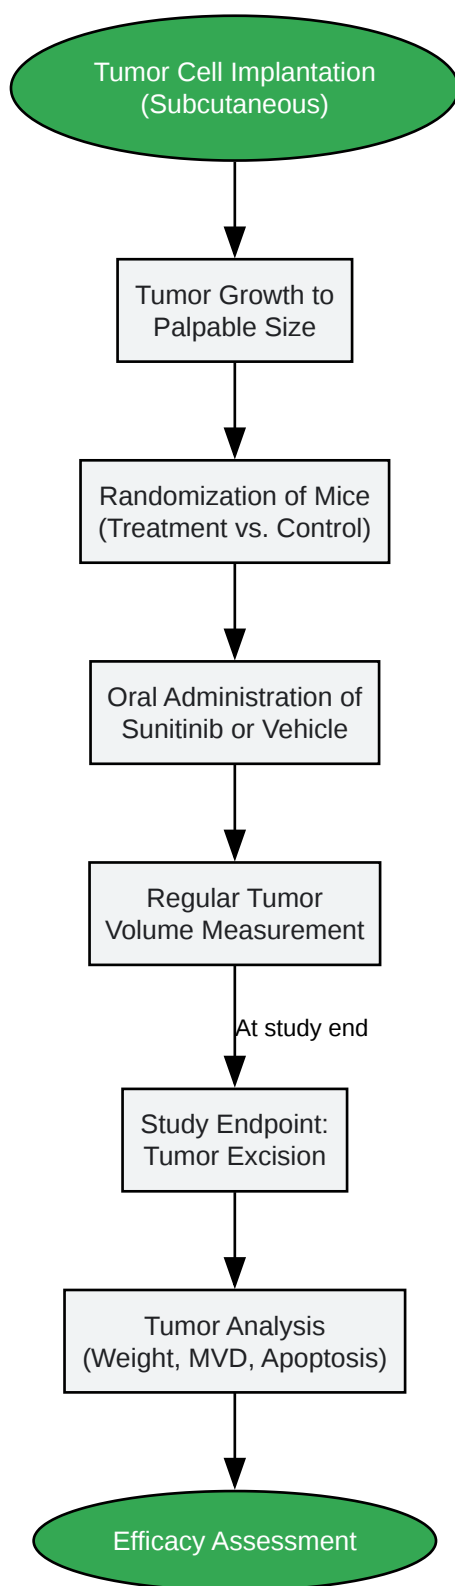 Tumor Cell Implantation
(Subcutaneous)
Tumor Growth to
Palpable Size
Randomization of Mice
(Treatment vs. Control)
Oral Administration of
Sunitinib or Vehicle
Regular Tumor
Volume Measurement
At study end
Study Endpoint:
Tumor Excision
Tumor Analysis
(Weight, MVD, Apoptosis)
Efficacy Assessment